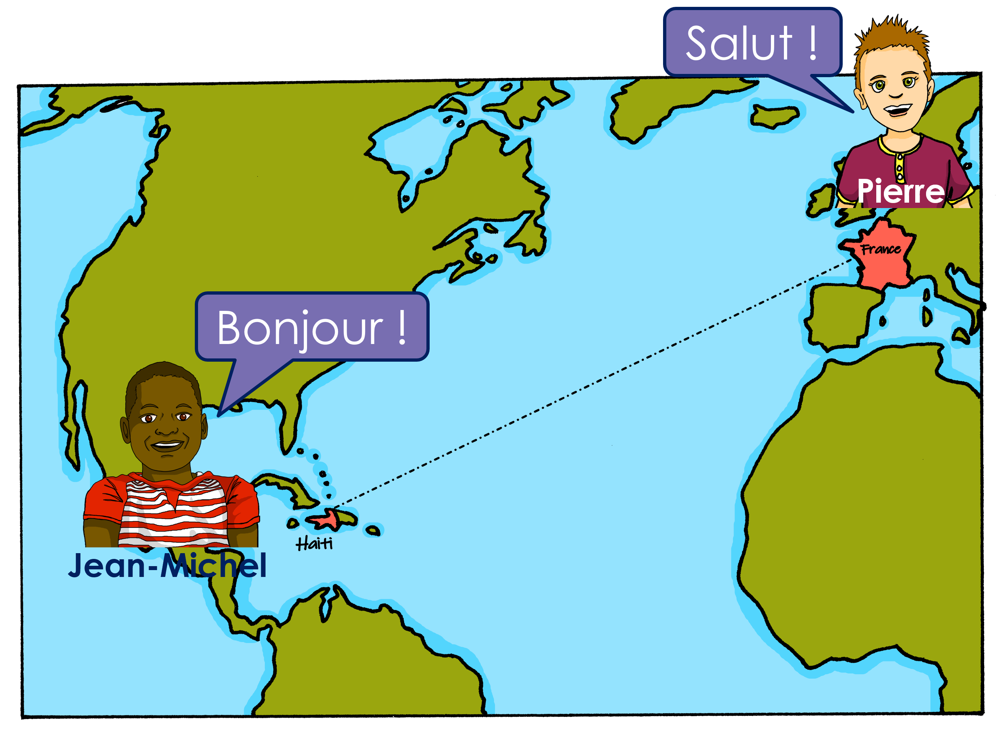 Salut !
Pierre
France
Bonjour !
Haiti
Jean-Michel